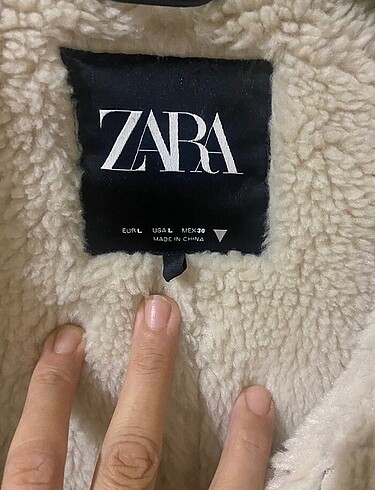 ZARA
EUR L USA L MEX 30
MADE IN CHINA